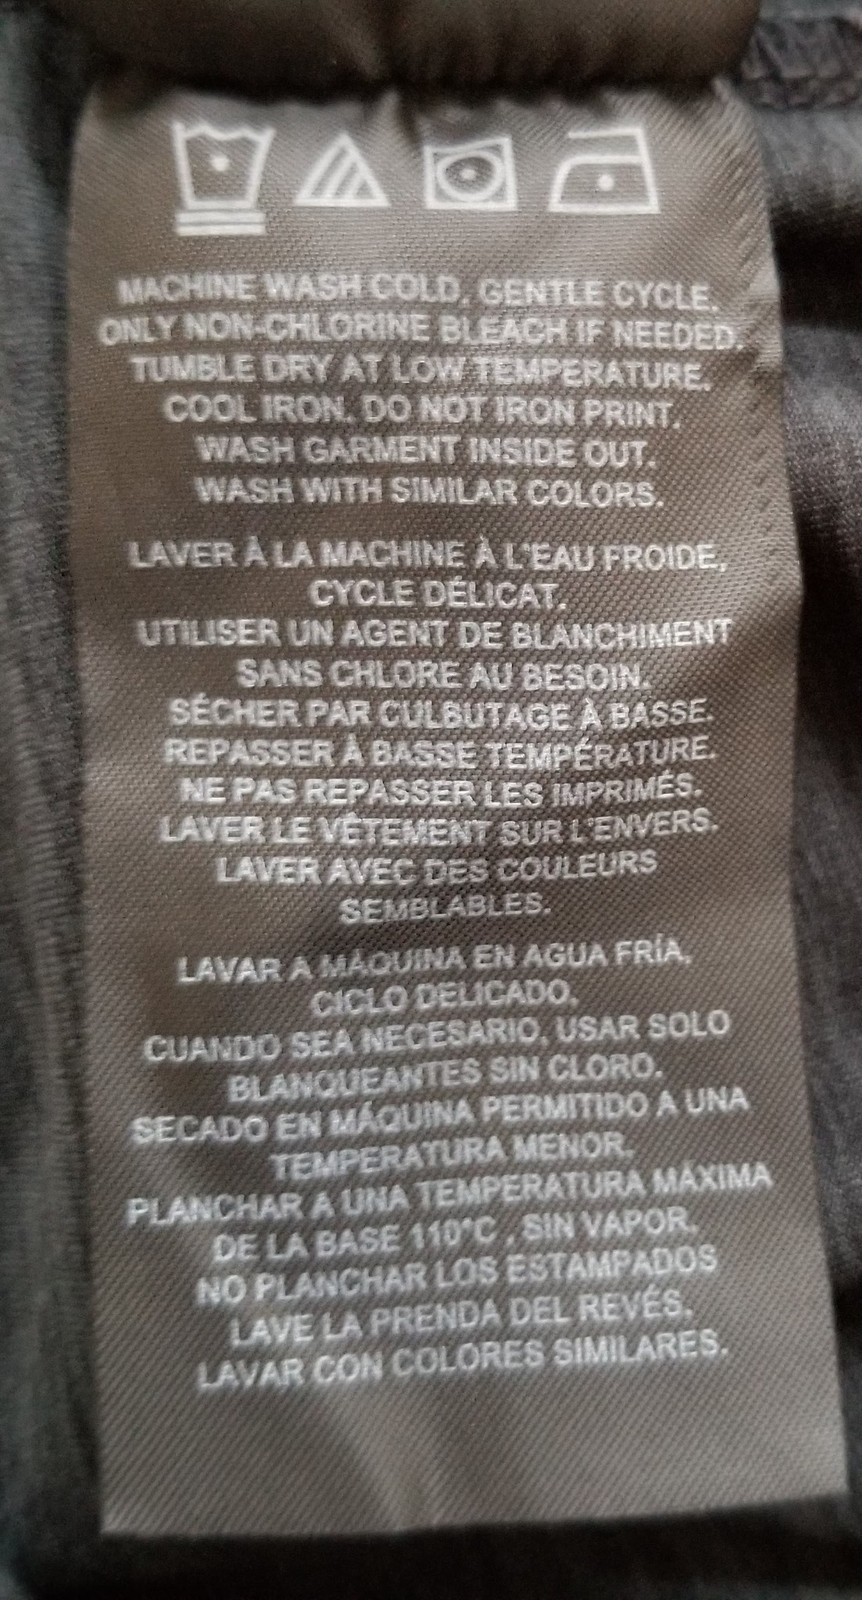 MACHINE WASH COLD, GENTLE CYCLE.
ONLY NON-CHLORINE BLEACH IF NEEDED.
TUMBLE DRY AT LOW TEMPERATURE.
COOL IRON. DO NOT IRON PRINT.
WASH GARMENT INSIDE OUT.
WASH WITH SIMILAR COLORS.
LAVER À LA MACHINE À L'EAU FROIDE,
CYCLE DÉLICAT.
UTILISER UN AGENT DE BLANCHIMENT
SANS CHLORE AU BESOIN.
SÉCHER PAR CULBUTAGE À BASSE.
REPASSER À BASSE TEMPÉRATURE.
NE PAS REPASSER LES IMPRIMÉS.
LAVER LE VÊTEMENT SUR L'ENVERS.
LAVER AVEC DES COULEURS
SEMBLABLES.
LAVAR A MÁQUINA EN AGUA FRÍA.
CICLO DELICADO.
CUANDO SEA NECESARIO, USAR SOLO
BLANQUEANTES SIN CLORO.
SECADO EN MÁQUINA PERMITIDO A UNA
TEMPERATURA MENOR.
PLANCHAR A UNA TEMPERATURA MÁXIMA
DE LA BASE 110°C , SIN VAPOR.
NO PLANCHAR LOS ESTAMPADOS
LAVE LA PRENDA DEL REVÉS.
LAVAR CON COLORES SIMILARES.